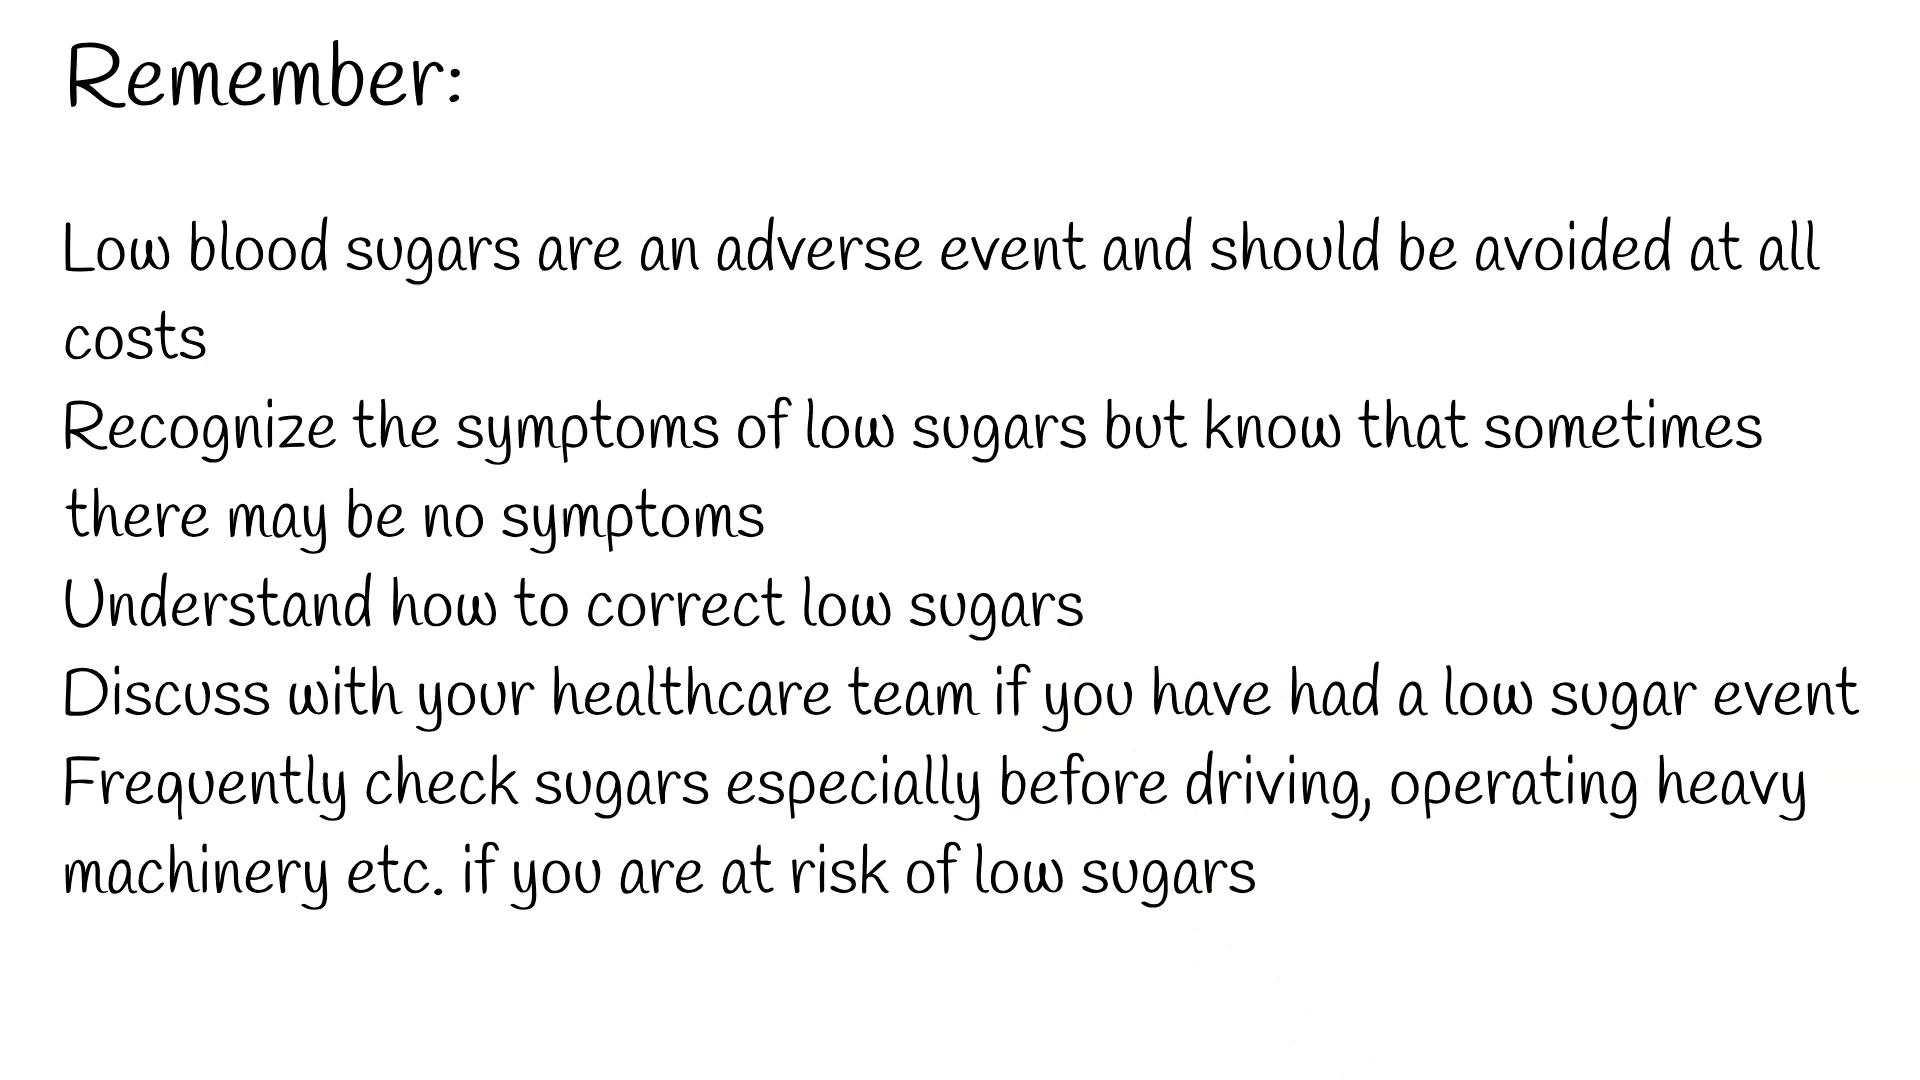 Remember:
Low blood sugars are an adverse event and should be avoided at all
costs
Recognize the symptoms of low sugars but know that sometimes
there may be no symptoms
Understand how to correct low sugars
Discuss with your healthcare team if you have had a low sugar event
Frequently check sugars especially before driving, operating heavy
machinery etc. if you are at risk of low sugars